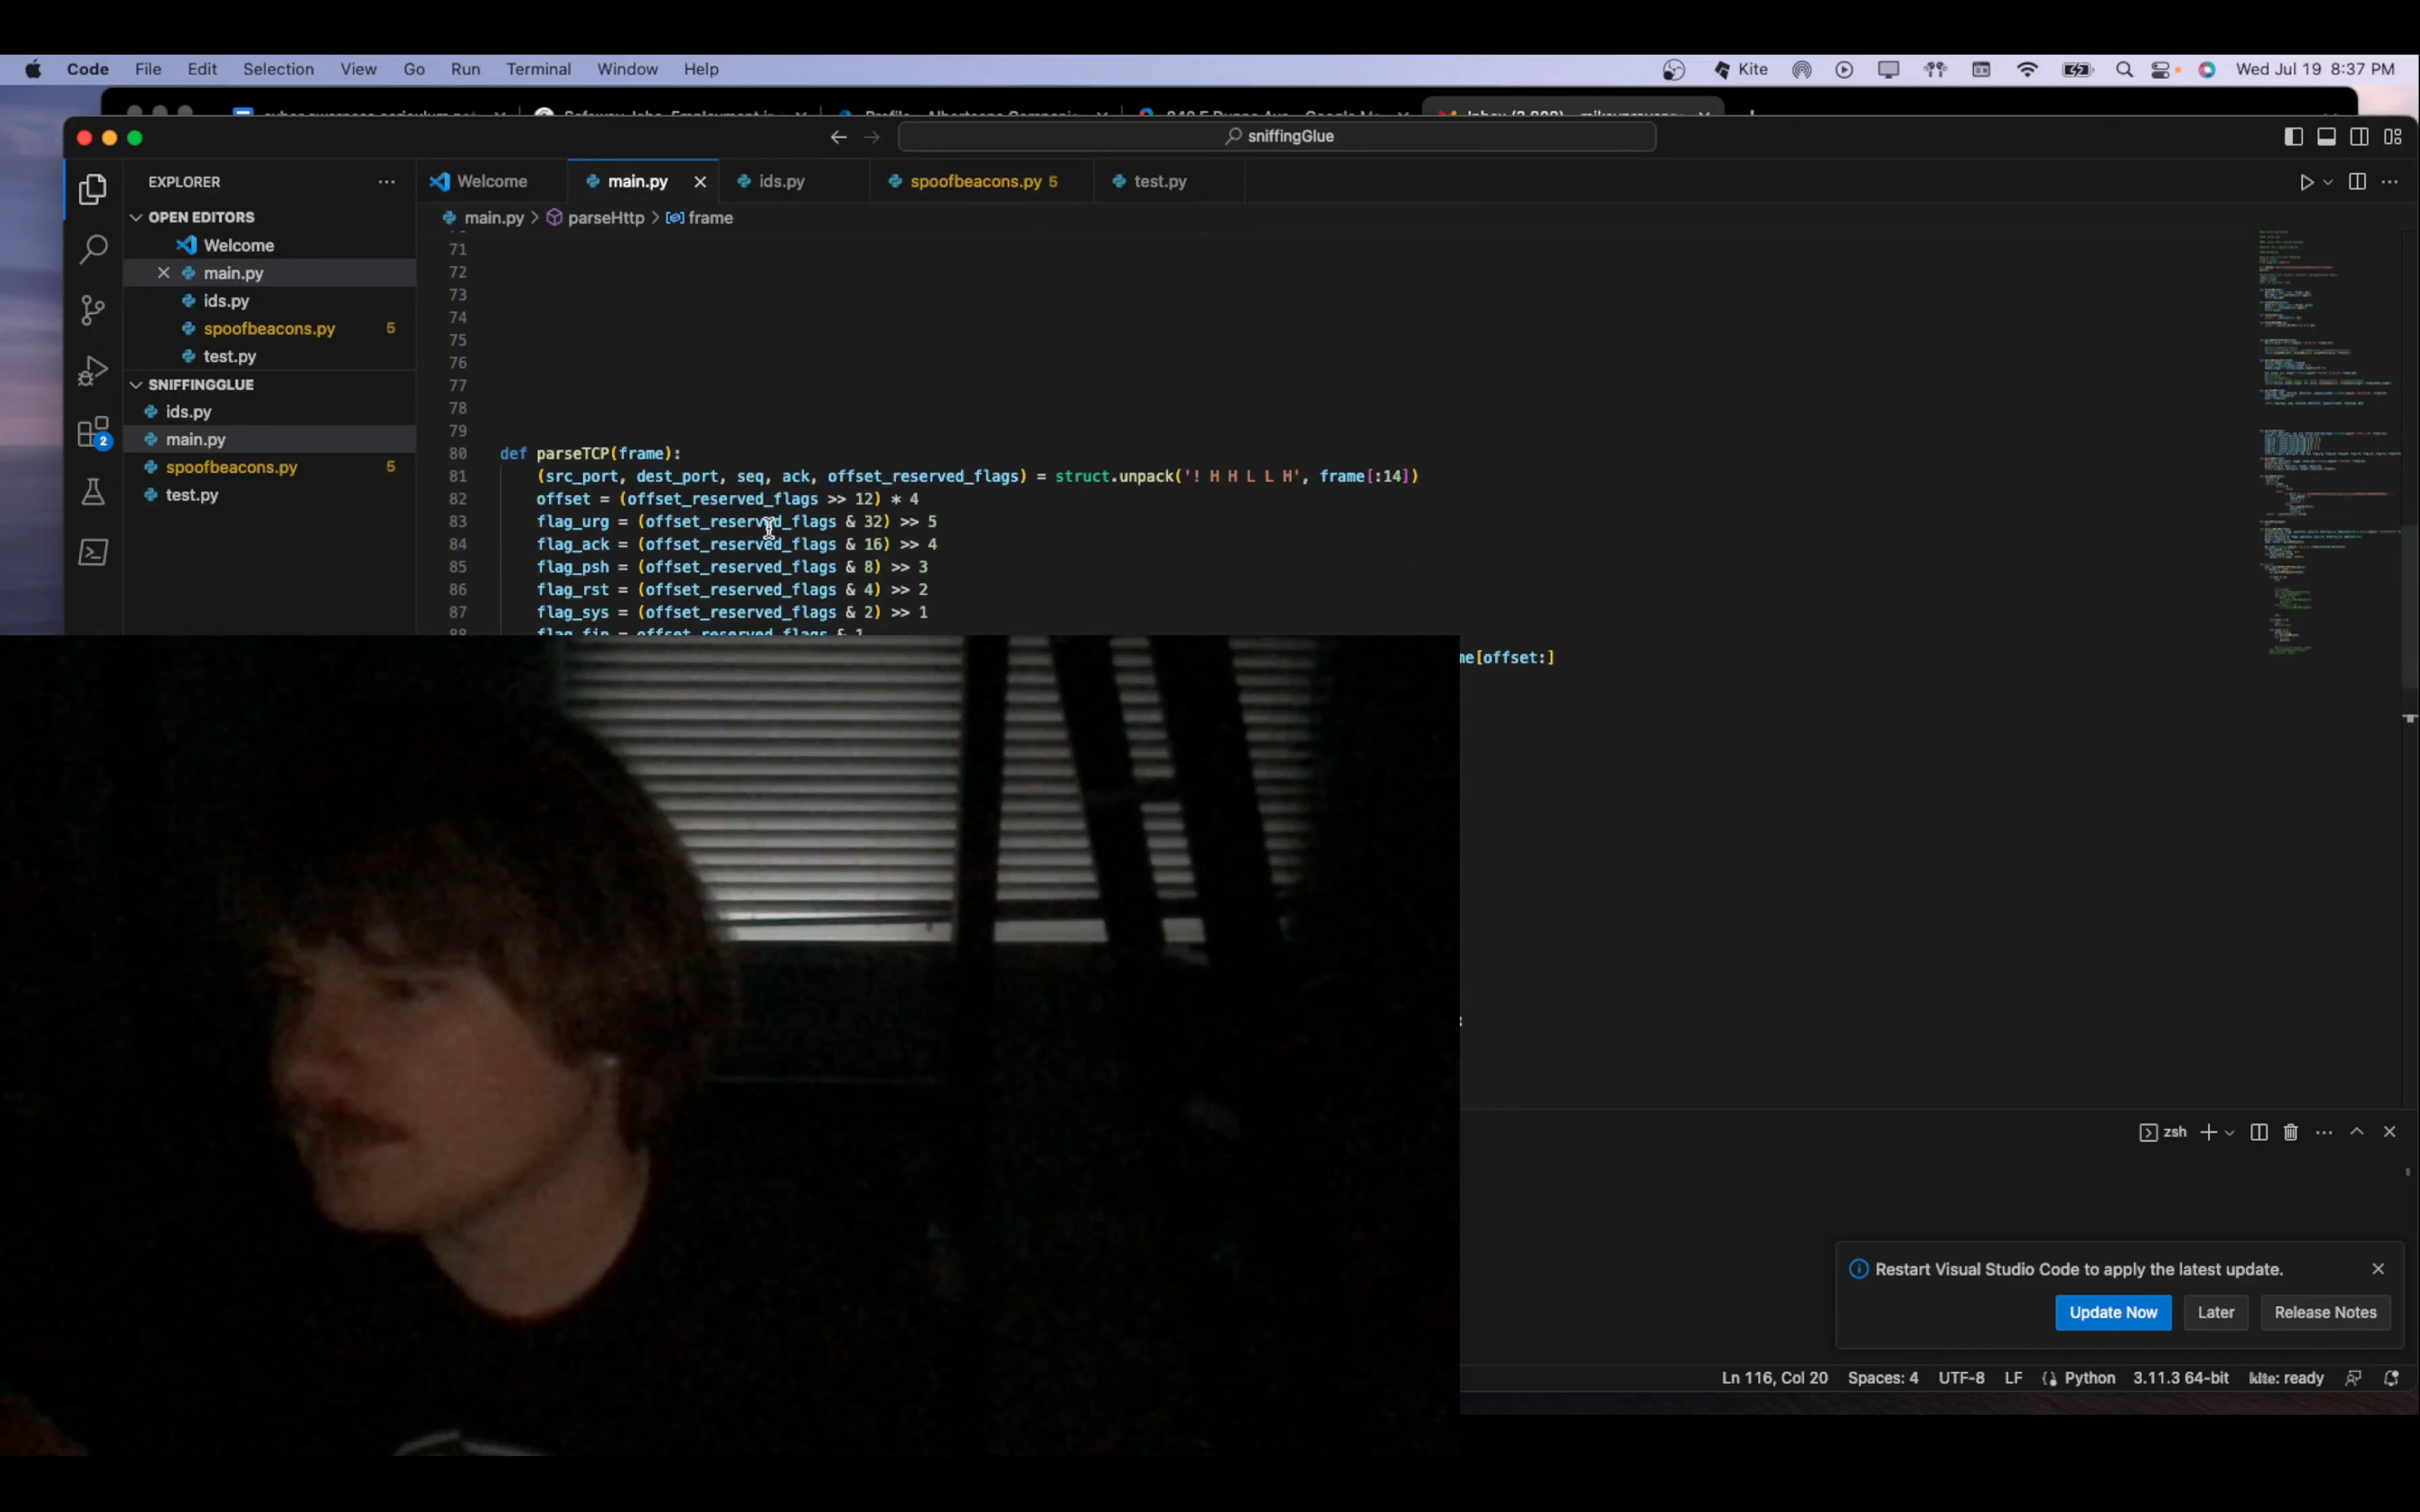 Code File Edit Selection View Go Run Terminal Window Help Kite Wed Jul 19 8:37 PM
sniffingGlue
EXPLORER
Welcome main.py ids.py spoofbeacons.py 5 test.py
OPEN EDITORS
main.py > parseHttp > frame
Welcome
main.py
ids.py
spoofbeacons.py 5
test.py
SNIFFINGGLUE
ids.py
main.py
spoofbeacons.py 5
test.py
2
71
72
73
74
75
76
77
78
79
80 def parseTCP(frame):
81 (src_port, dest_port, seq, ack, offset_reserved_flags) = struct.unpack('! H H L L H', frame[:14])
82 offset = (offset_reserved_flags >> 12) * 4
83 flag_urg = (offset_reserved_flags & 32) >> 5
84 flag_ack = (offset_reserved_flags & 16) >> 4
85 flag_psh = (offset_reserved_flags & 8) >> 3
86 flag_rst = (offset_reserved_flags & 4) >> 2
87 flag_sys = (offset_reserved_flags & 2) >> 1
88 flag_fin = offset_reserved_flags & 1
me[offset:]
zsh
Restart Visual Studio Code to apply the latest update.
Update Now Later Release Notes
Ln 116, Col 20 Spaces: 4 UTF-8 LF Python 3.11.3 64-bit kite: ready